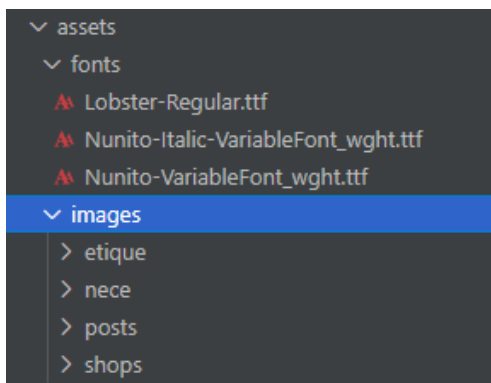 assets
fonts
Lobster-Regular.ttf
Nunito-Italic-VariableFont_wght.ttf
Nunito-VariableFont_wght.ttf
images
etique
nece
posts
shops